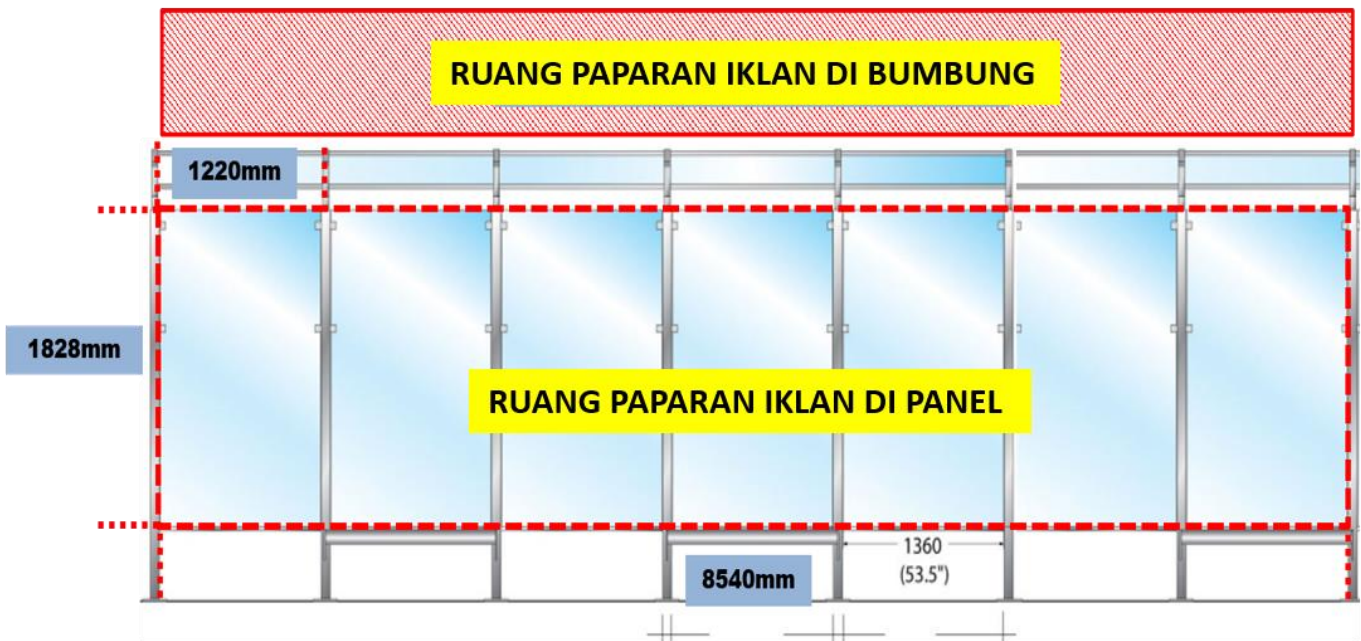 RUANG PAPARAN IKLAN DI BUMBUNG
1220mm
1828mm
RUANG PAPARAN IKLAN DI PANEL
1360
(53.5")
8540mm